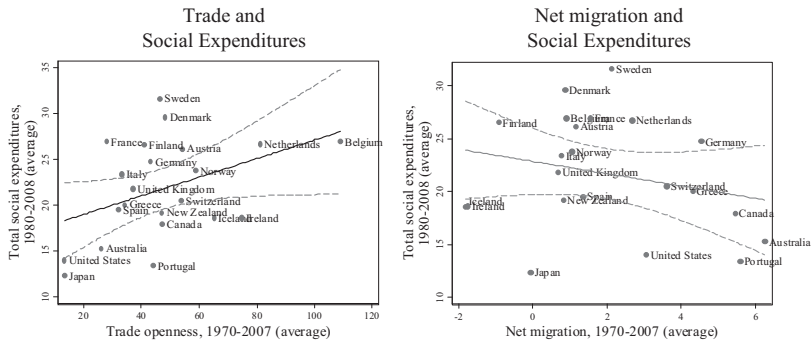 Trade and
Social Expenditures
Total social expenditures,
1980-2008 (average)
35
30
25
20
15
10
Sweden
Denmark
France
Finland
Austria
Netherlands
Belgium
Germany
Italy
Norway
United Kingdom
Switzerland
Greece
Spain
New Zealand
Iceland
Ireland
Canada
Australia
United States
Portugal
Japan
20
40
60
80
100
120
Trade openness, 1970-2007 (average)
Net migration and
Social Expenditures
Total social expenditures,
1980-2008 (average)
30
25
20
15
10
Sweden
Denmark
Belgium
France
Finland
Austria
Netherlands
Germany
Norway
Italy
United Kingdom
Switzerland
Greece
Spain
New Zealand
Iceland
Ireland
Canada
Australia
United States
Portugal
Japan
-2
0
2
4
6
Net migration, 1970-2007 (average)